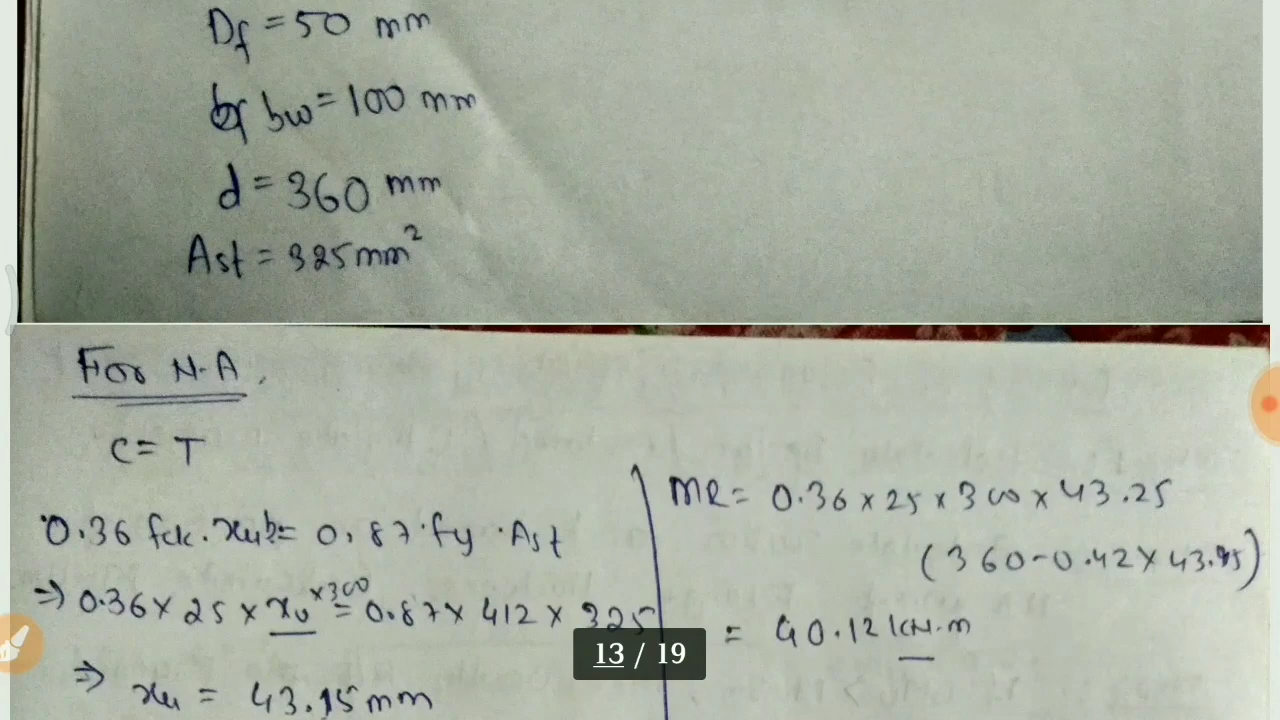 Df = 50 mm
bw = 100 mm
d = 360 mm
Ast = 325mm²
For N.A.
C = T
0.36 fck . xu b = 0.87 . fy . Ast
⇒ 0.36 × 25 × xu ×300 = 0.87 × 412 × 325
⇒ xu = 43.15 mm
MR = 0.36 × 25 × 300 × 43.25
(360 - 0.42 × 43.15)
= 40.12 kN.m
13 / 19